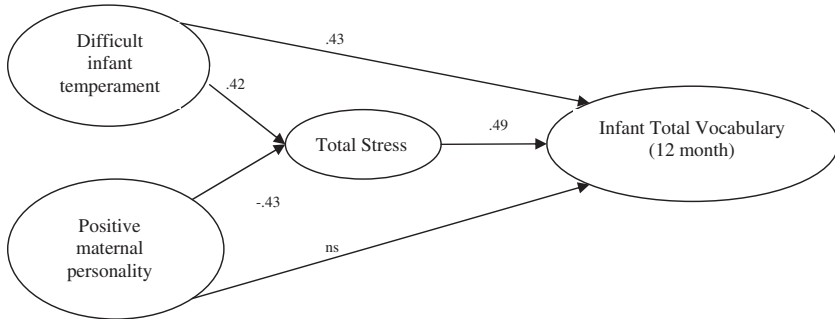 Difficult
infant
temperament
.43
.42
Total Stress
.49
Infant Total Vocabulary
(12 month)
-.43
Positive
maternal
personality
ns